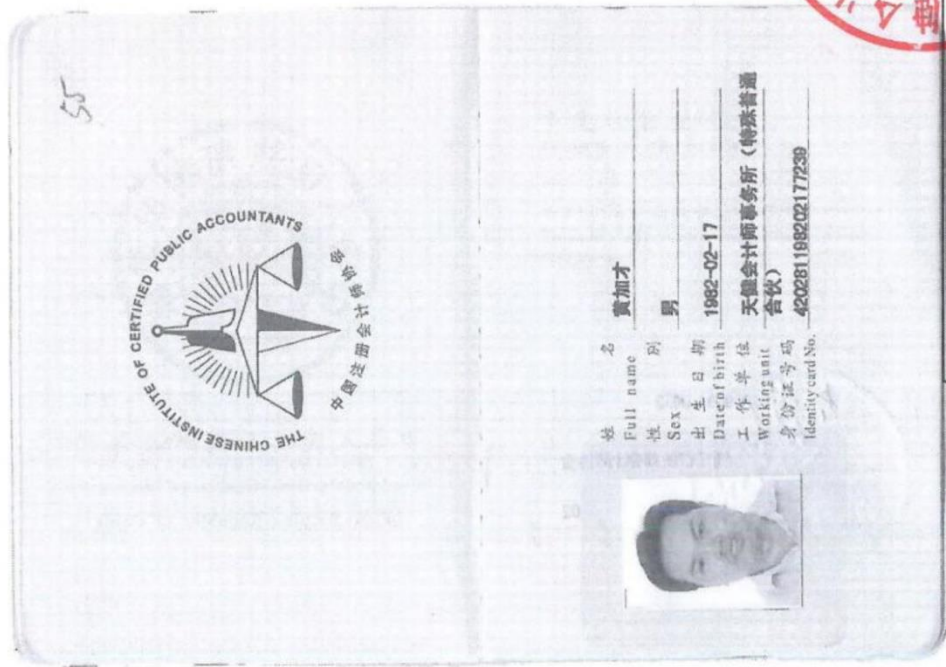 55
THE CHINESE INSTITUTE OF CERTIFIED PUBLIC ACCOUNTANTS
中国注册会计师协会
姓 名 黄加才
Full name
性 别 男
Sex
出 生 日 期 1982-02-17
Date of birth
工 作 单 位 天健会计师事务所（特殊普通
Working unit 合伙）
身份证号码 420281198202177239
Identity card No.